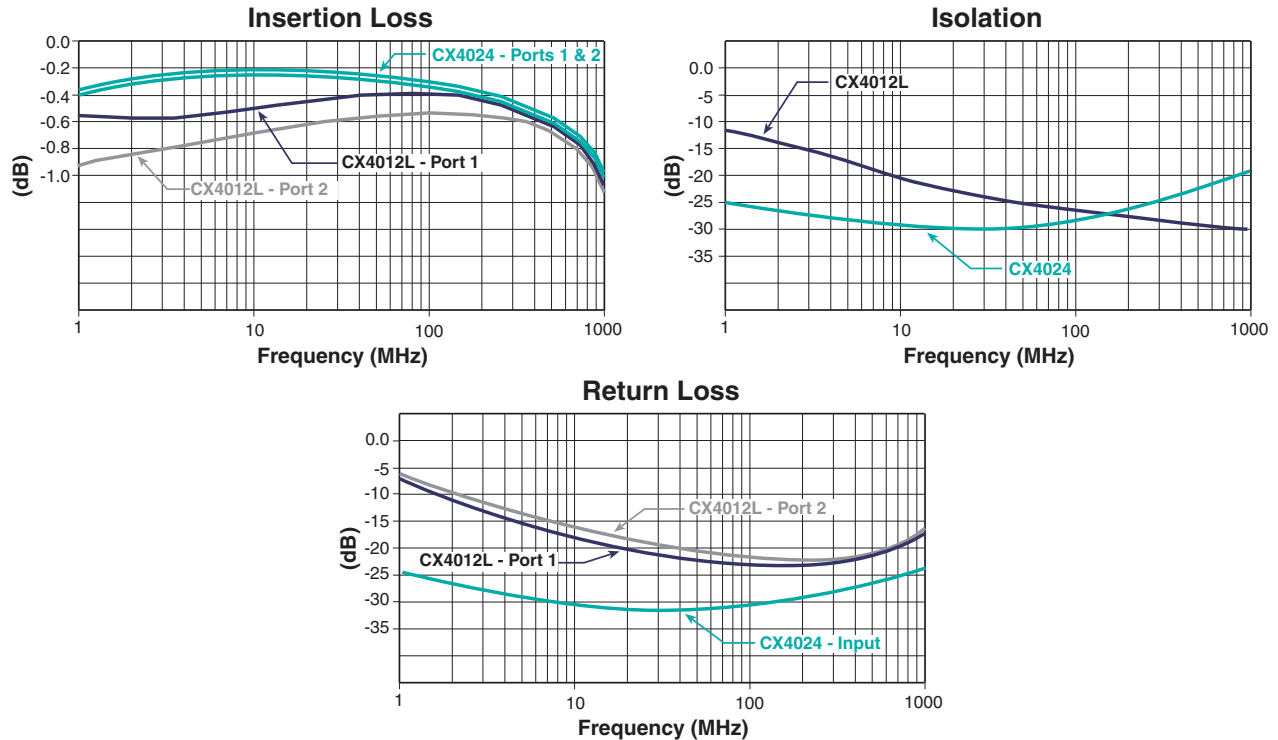 Insertion Loss
0.0
-0.2
-0.4
-0.6
-0.8
-1.0
(dB)
CX4024 - Ports 1 & 2
CX4012L - Port 1
CX4012L - Port 2
1
10
100
1000
Frequency (MHz)
Isolation
0.0
-5
-10
-15
-20
-25
-30
-35
(dB)
CX4012L
CX4024
1
10
100
1000
Frequency (MHz)
Return Loss
0.0
-5
-10
-15
-20
-25
-30
-35
(dB)
CX4012L - Port 2
CX4012L - Port 1
CX4024 - Input
1
10
100
1000
Frequency (MHz)